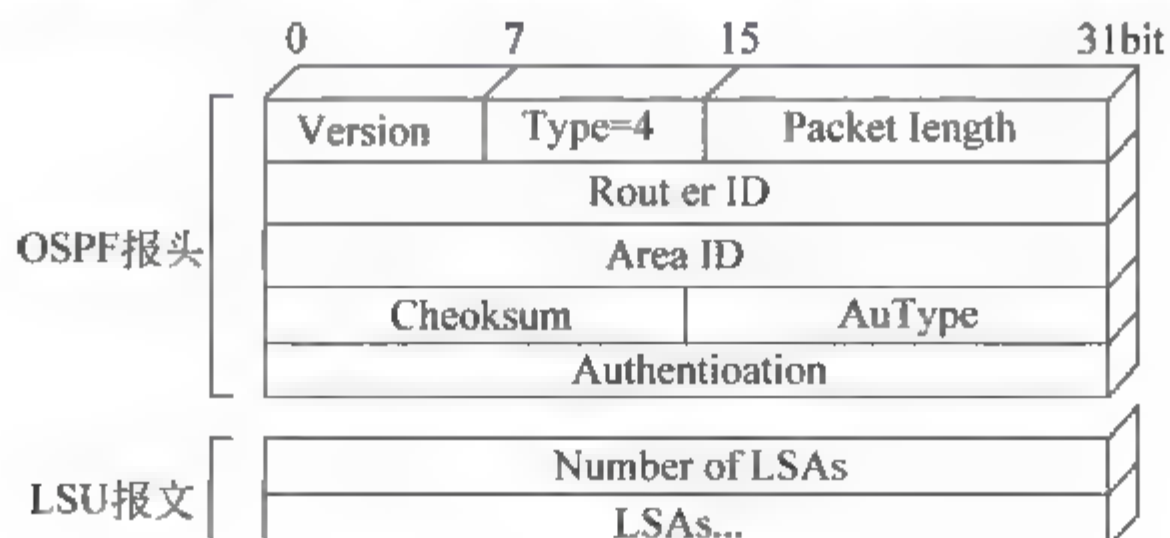 0 7 15 31bit
Version Type=4 Packet length
Rout er ID
OSPF报头
Area ID
Cheoksum AuType
Authentioation
Number of LSAs
LSU报文
LSAs...